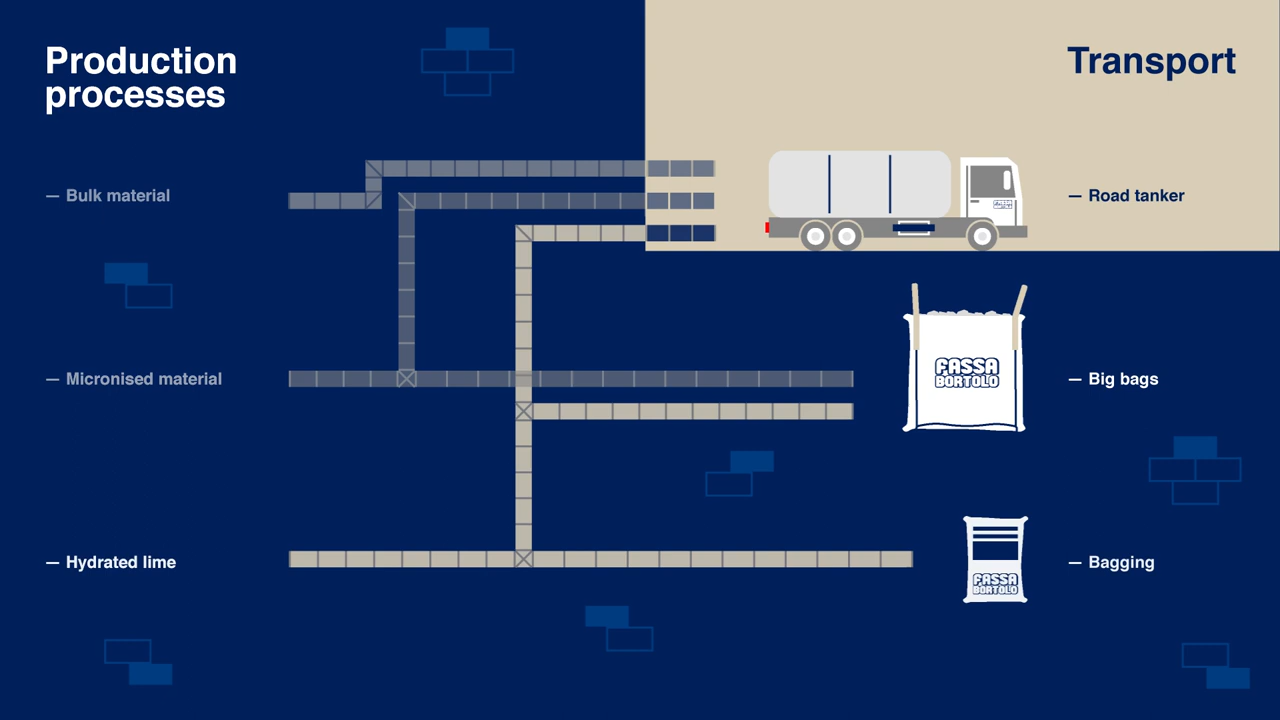 Production
processes
Transport
— Bulk material
— Road tanker
— Micronised material
FASSA
BORTOLO
— Big bags
— Hydrated lime
FASSA
BORTOLO
— Bagging